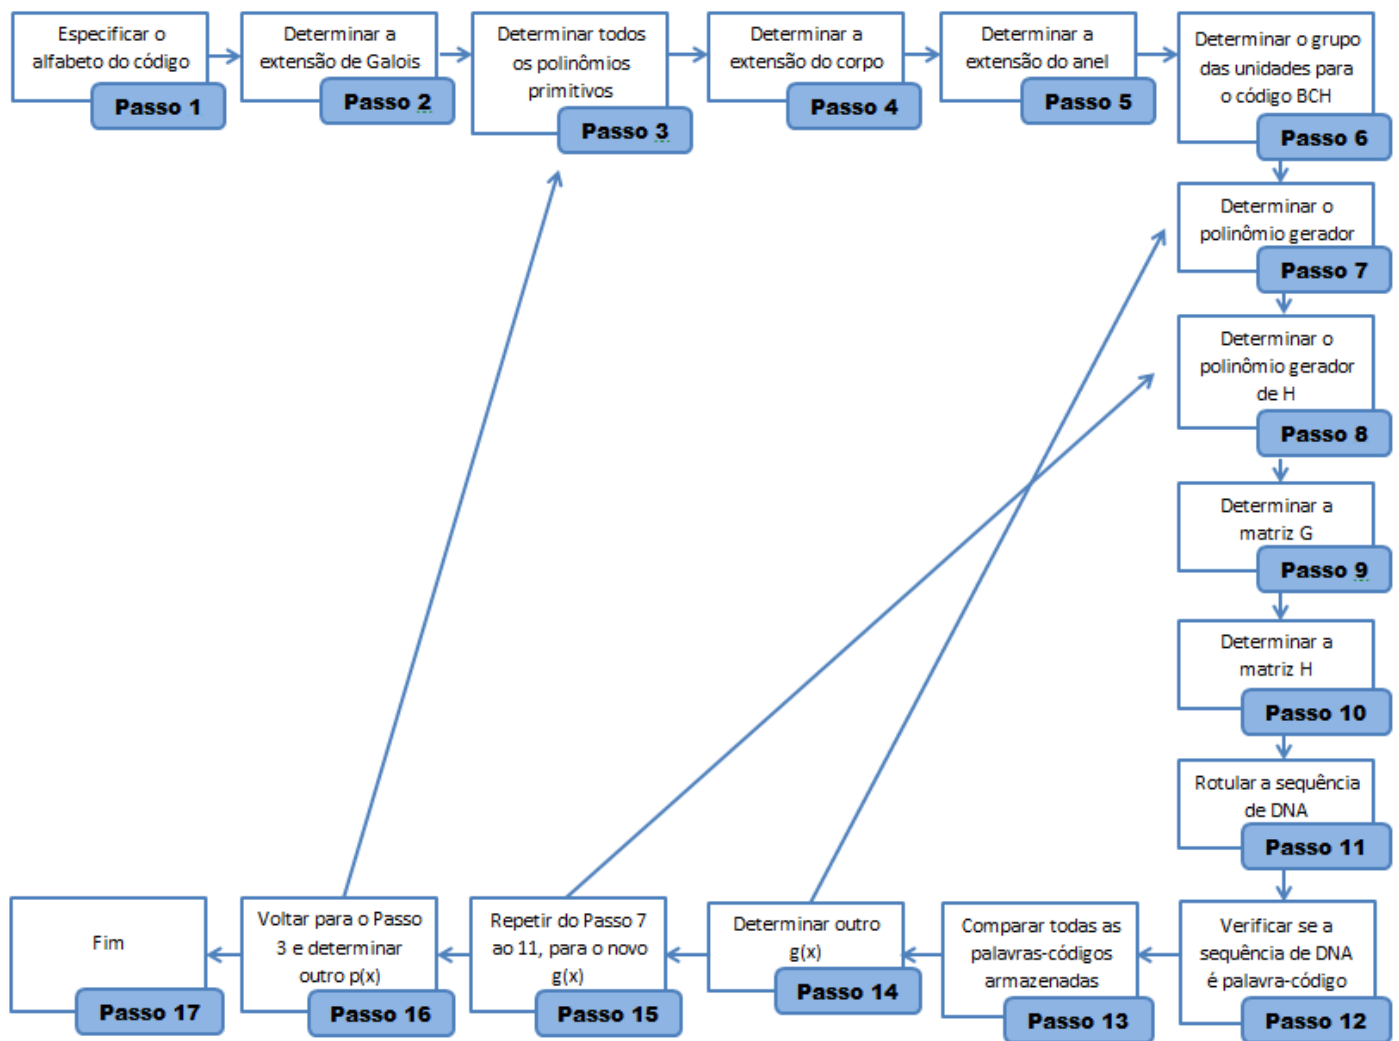 Especificar o
alfabeto do código
Passo 1
Determinar a
extensão de Galois
Passo 2
Determinar todos
os polinômios
primitivos
Passo 3
Determinar a
extensão do corpo
Passo 4
Determinar a
extensão do anel
Passo 5
Determinar o grupo
das unidades para
o código BCH
Passo 6
Determinar o
polinômio gerador
Passo 7
Determinar o
polinômio gerador
de H
Passo 8
Determinar a
matriz G
Passo 9
Determinar a
matriz H
Passo 10
Rotular a sequência
de DNA
Passo 11
Verificar se a
sequência de DNA
é palavra-código
Passo 12
Comparar todas as
palavras-códigos
armazenadas
Passo 13
Determinar outro
g(x)
Passo 14
Repetir do Passo 7
ao 11, para o novo
g(x)
Passo 15
Voltar para o Passo
3 e determinar
outro p(x)
Passo 16
Fim
Passo 17